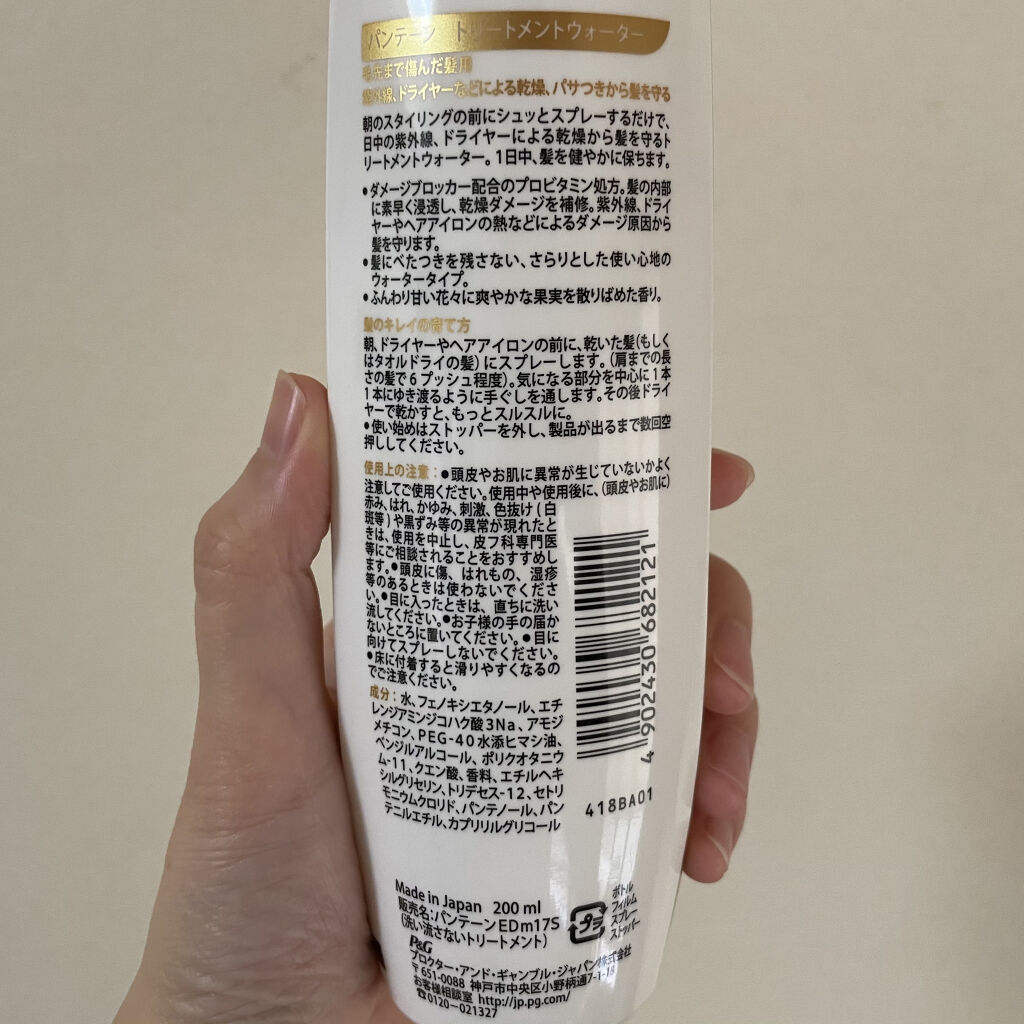 パンテーン トリートメントウォーター
毛先まで傷んだ髪用
紫外線、ドライヤーなどによる乾燥、パサつきから髪を守る
朝のスタイリングの前にシュッとスプレーするだけで、
日中の紫外線、ドライヤーによる乾燥から髪を守るト
リートメントウォーター。1日中、髪を健やかに保ちます。
●ダメージブロッカー配合のプロビタミン処方。髪の内部
に素早く浸透し、乾燥ダメージを補修。紫外線、ドライ
ヤーやヘアアイロンの熱などによるダメージ原因から
髪を守ります。
●髪にべたつきを残さない、さらりとした使い心地の
ウォータータイプ。
●ふんわり甘い花々に爽やかな果実を散りばめた香り。
髪のキレイの育て方
朝、ドライヤーやヘアアイロンの前に、乾いた髪(もしく
はタオルドライの髪)にスプレーします。(肩までの長
さの髪で6プッシュ程度)。気になる部分を中心に1本
1本にゆき渡るように手ぐしを通します。その後ドライ
ヤーで乾かすと、もっとスルスルに。
●使い始めはストッパーを外し、製品が出るまで数回空
押ししてください。
使用上の注意:●頭皮やお肌に異常が生じていないかよく
注意してご使用ください。使用中や使用後に、(頭皮やお肌に)
赤み、はれ、かゆみ、刺激、色抜け(白
斑等)や黒ずみ等の異常が現れたと
きは、使用を中止し、皮フ科専門医
等にご相談されることをおすすめし
ます。●頭皮に傷、はれもの、湿疹
等のあるときは使わないでくださ
い。●目に入ったときは、直ちに洗い
流してください。●お子様の手の届か
ないところに置いてください。●目に
向けてスプレーしないでください。
●床に付着すると滑りやすくなるの
でご注意ください。
成分:水、フェノキシエタノール、エチ
レンジアミンジコハク酸3Na、アモジ
メチコン、PEG-40水添ヒマシ油、
ベンジルアルコール、ポリクオタニウ
ム-11、クエン酸、香料、エチルヘキ
シルグリセリン、トリデセス-12、セトリ
モニウムクロリド、パンテノール、パン
テニルエチル、カプリリルグリコール
4 902430 682121
418BA01
Made in Japan 200 ml
販売名:パンテーンEDm17S
(洗い流さないトリートメント)
プラ
ボトル
フィルム
スプレー
ストッパー
P&G
プロクター・アンド・ギャンブル・ジャパン株式会社
〒651-0088 神戸市中央区小野柄通7-1-18
お客様相談室 http://jp.pg.com/
☎0120-021327